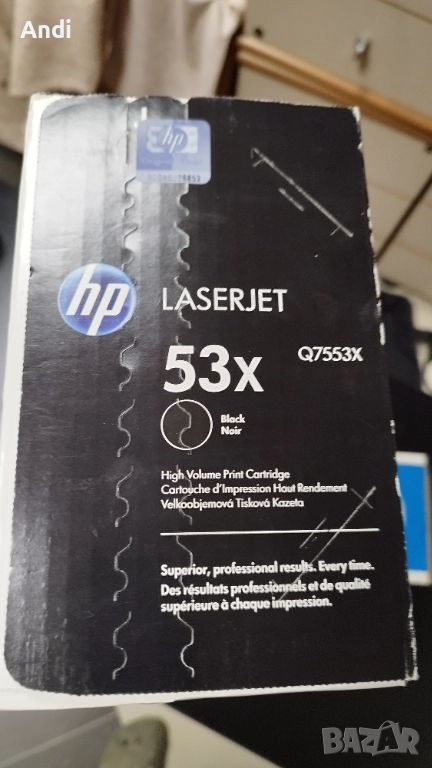 Andi
hp
hp
LASERJET
53X
Q7553X
Black
Noir
High Volume Print Cartridge
Cartouche d'Impression Haut Rendement
Velkoobjemová Tisková Kazeta
Superior, professional results. Every time.
Des résultats professionnels et de qualité
supérieure à chaque impression.
BAZAR